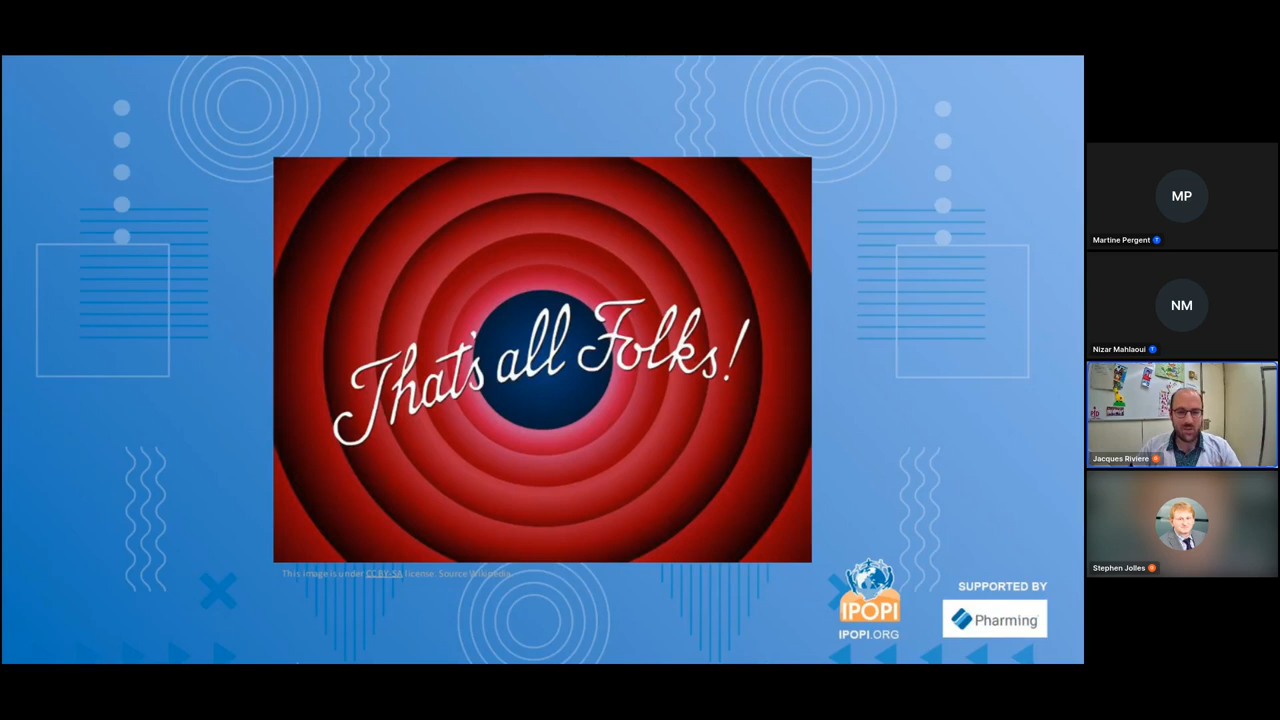 That's all Folks!
This image is under CC BY-SA license. Source Wikipedia
IPOPI
IPOPI.ORG
SUPPORTED BY
Pharming
MP
Martine Pergent
NM
Nizar Mahlaoui
PID
Jacques Riviere
Stephen Jolles